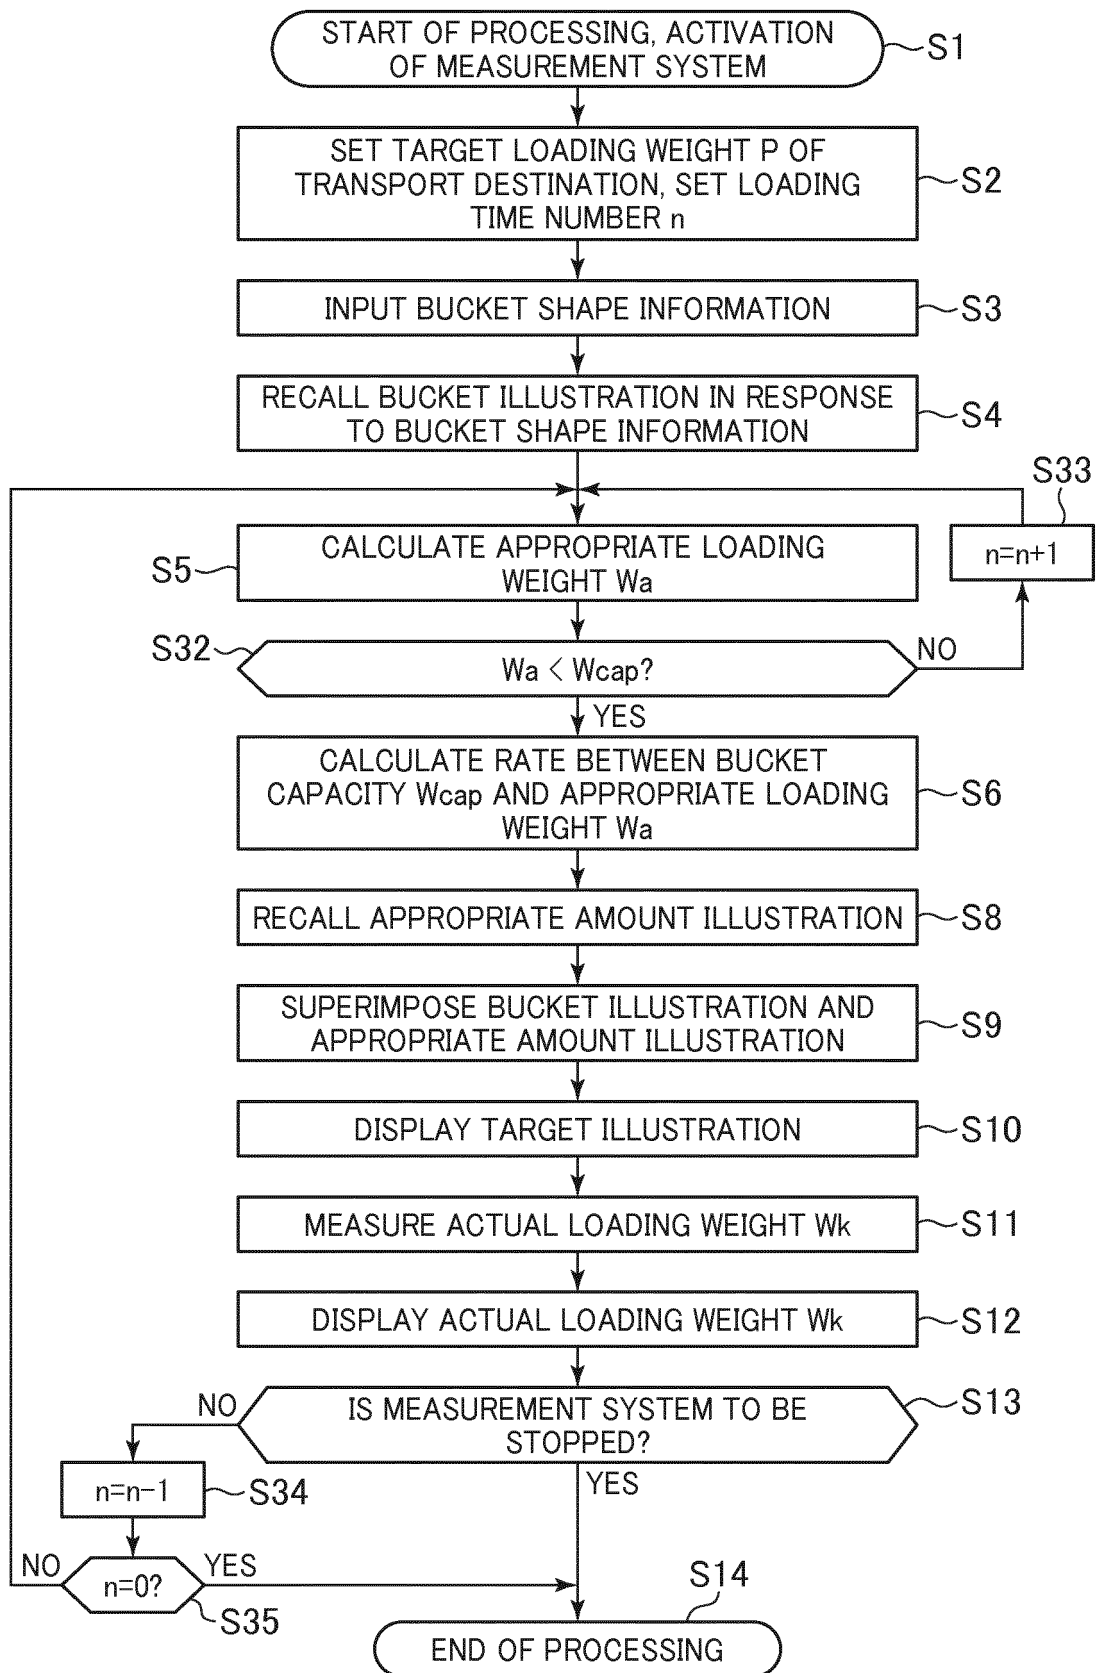 START OF PROCESSING, ACTIVATION
OF MEASUREMENT SYSTEM
S1
SET TARGET LOADING WEIGHT P OF
TRANSPORT DESTINATION, SET LOADING
TIME NUMBER n
S2
INPUT BUCKET SHAPE INFORMATION
S3
RECALL BUCKET ILLUSTRATION IN RESPONSE
TO BUCKET SHAPE INFORMATION
S4
S33
n=n+1
CALCULATE APPROPRIATE LOADING
WEIGHT Wa
S5
S32
Wa < Wcap?
NO
YES
CALCULATE RATE BETWEEN BUCKET
CAPACITY Wcap AND APPROPRIATE LOADING
WEIGHT Wa
S6
RECALL APPROPRIATE AMOUNT ILLUSTRATION
S8
SUPERIMPOSE BUCKET ILLUSTRATION AND
APPROPRIATE AMOUNT ILLUSTRATION
S9
DISPLAY TARGET ILLUSTRATION
S10
MEASURE ACTUAL LOADING WEIGHT Wk
S11
DISPLAY ACTUAL LOADING WEIGHT Wk
S12
IS MEASUREMENT SYSTEM TO BE
STOPPED?
S13
NO
YES
n=n-1
S34
NO
n=0?
YES
S35
S14
END OF PROCESSING